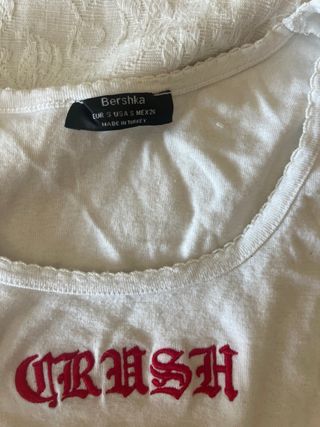 Bershka
EUR S USA S MEX 26
MADE IN TURKEY
CRUSH